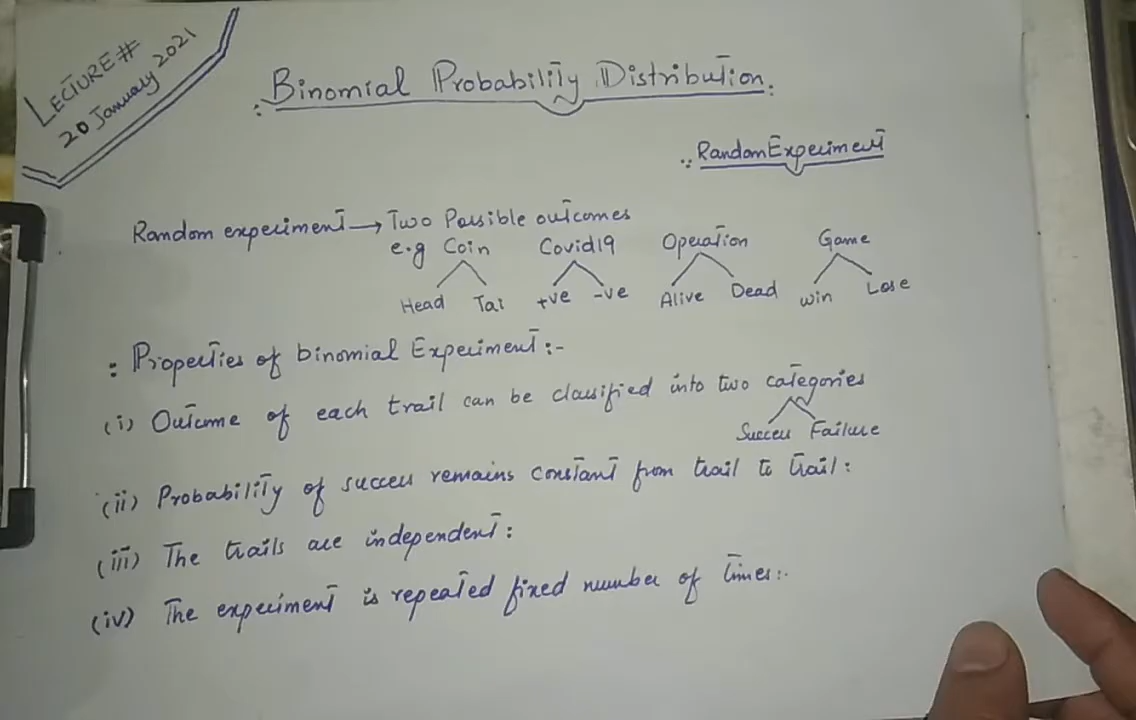 LECTURE#
20 January 2021
Binomial Probability Distribution
Random Experiment
Random experiment → Two Possible outcomes
e.g Coin Covid19 Operation Game
Head Tai +ve -ve Alive Dead win Lose
: Properties of binomial Experiment:-
(i) Outcome of each trail can be classified into two categories
Success Failure
(ii) Probability of success remains constant from trail to trail:
(iii) The trails are independent:
(iv) The experiment is repeated fixed number of times:-